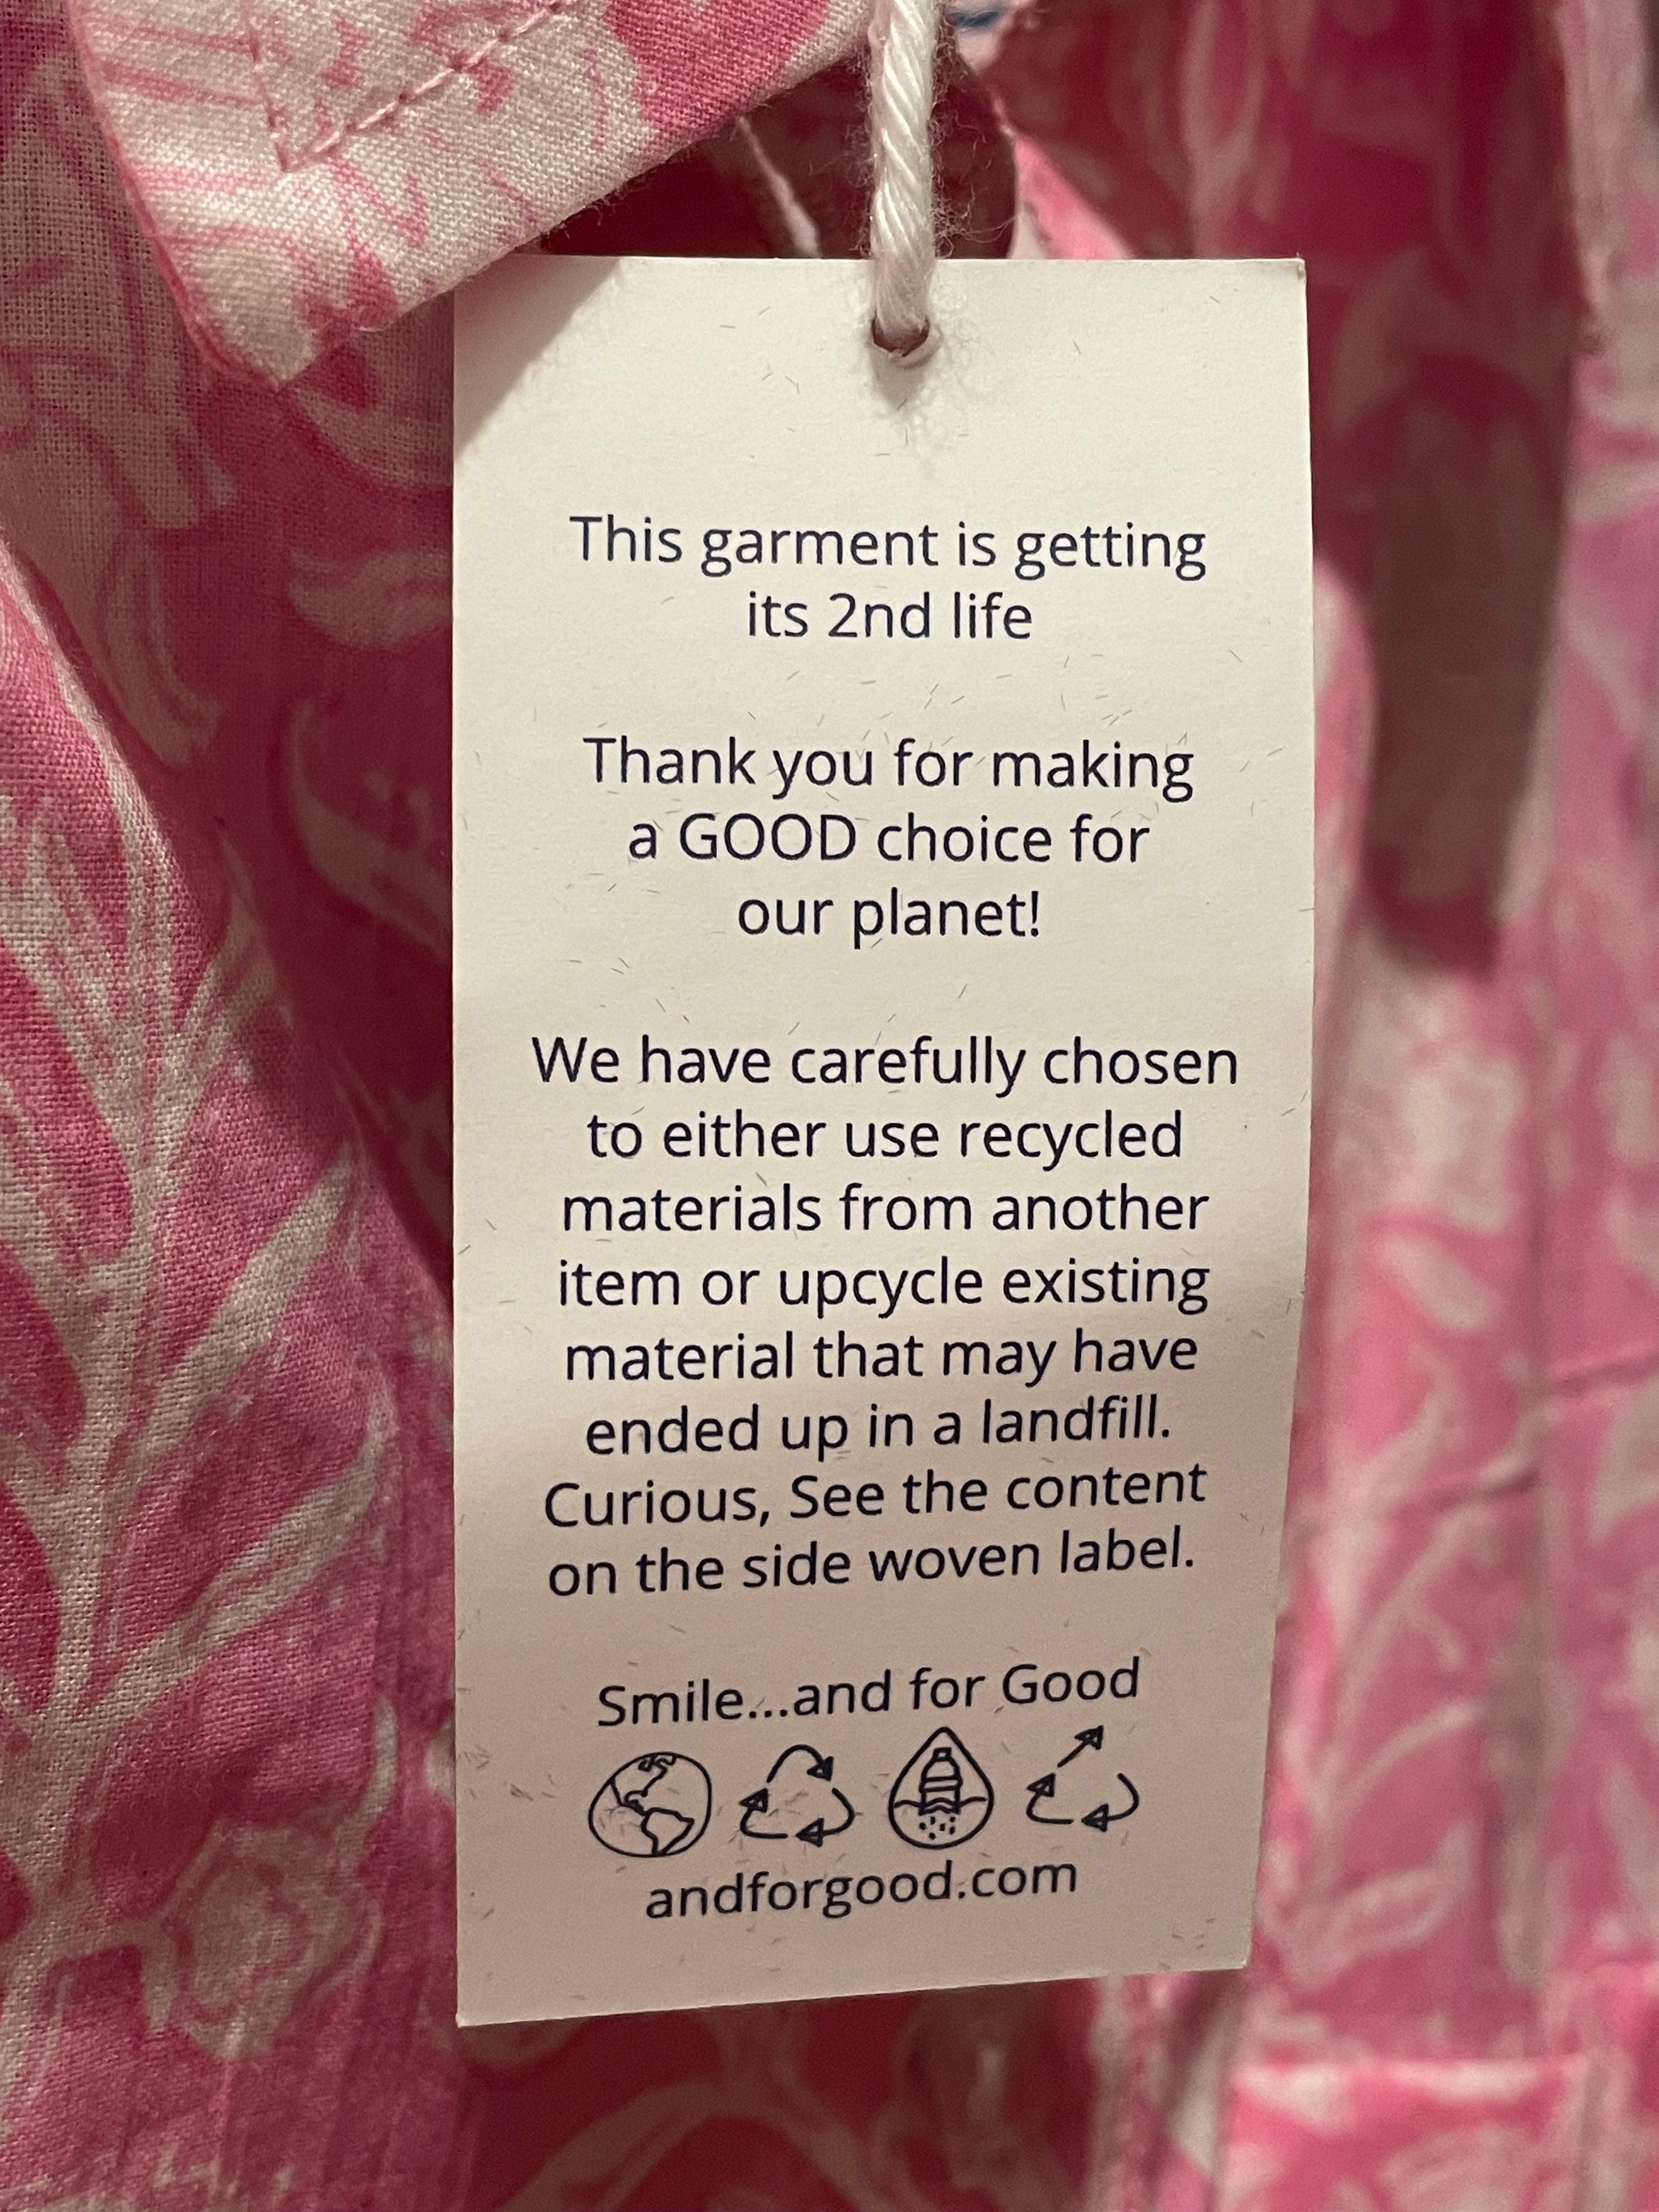 This garment is getting
its 2nd life
Thank you for making
a GOOD choice for
our planet!
We have carefully chosen
to either use recycled
materials from another
item or upcycle existing
material that may have
ended up in a landfill.
Curious, See the content
on the side woven label.
Smile...and for Good
andforgood.com